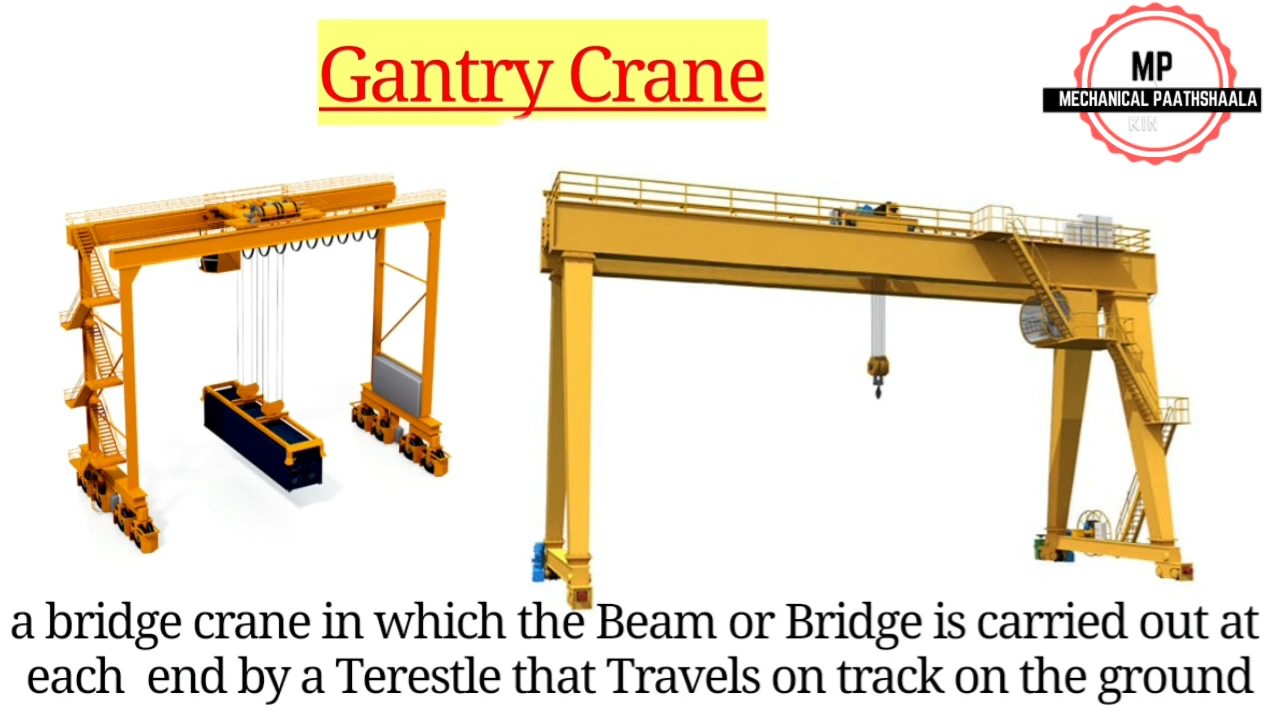 Gantry Crane
MP
MECHANICAL PAATHSHAALA
KIN
a bridge crane in which the Beam or Bridge is carried out at
each end by a Terestle that Travels on track on the ground